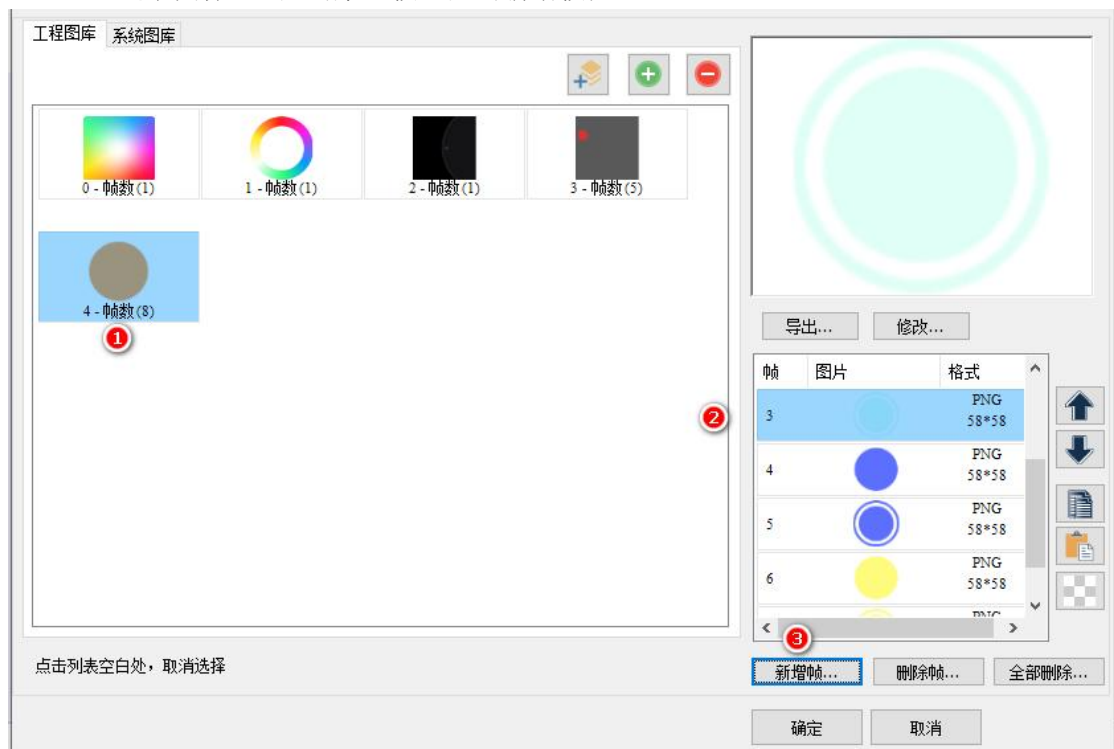 工程图库 系统图库
0 - 帧数(1) 1 - 帧数(1) 2 - 帧数(1) 3 - 帧数(5)
4 - 帧数(8)
1
导出... 修改...
帧 图片 格式
3 PNG
58*58
2
4 PNG
58*58
5 PNG
58*58
6 PNG
58*58
PNG
3
点击列表空白处，取消选择
新增帧... 删除帧... 全部删除...
确定 取消